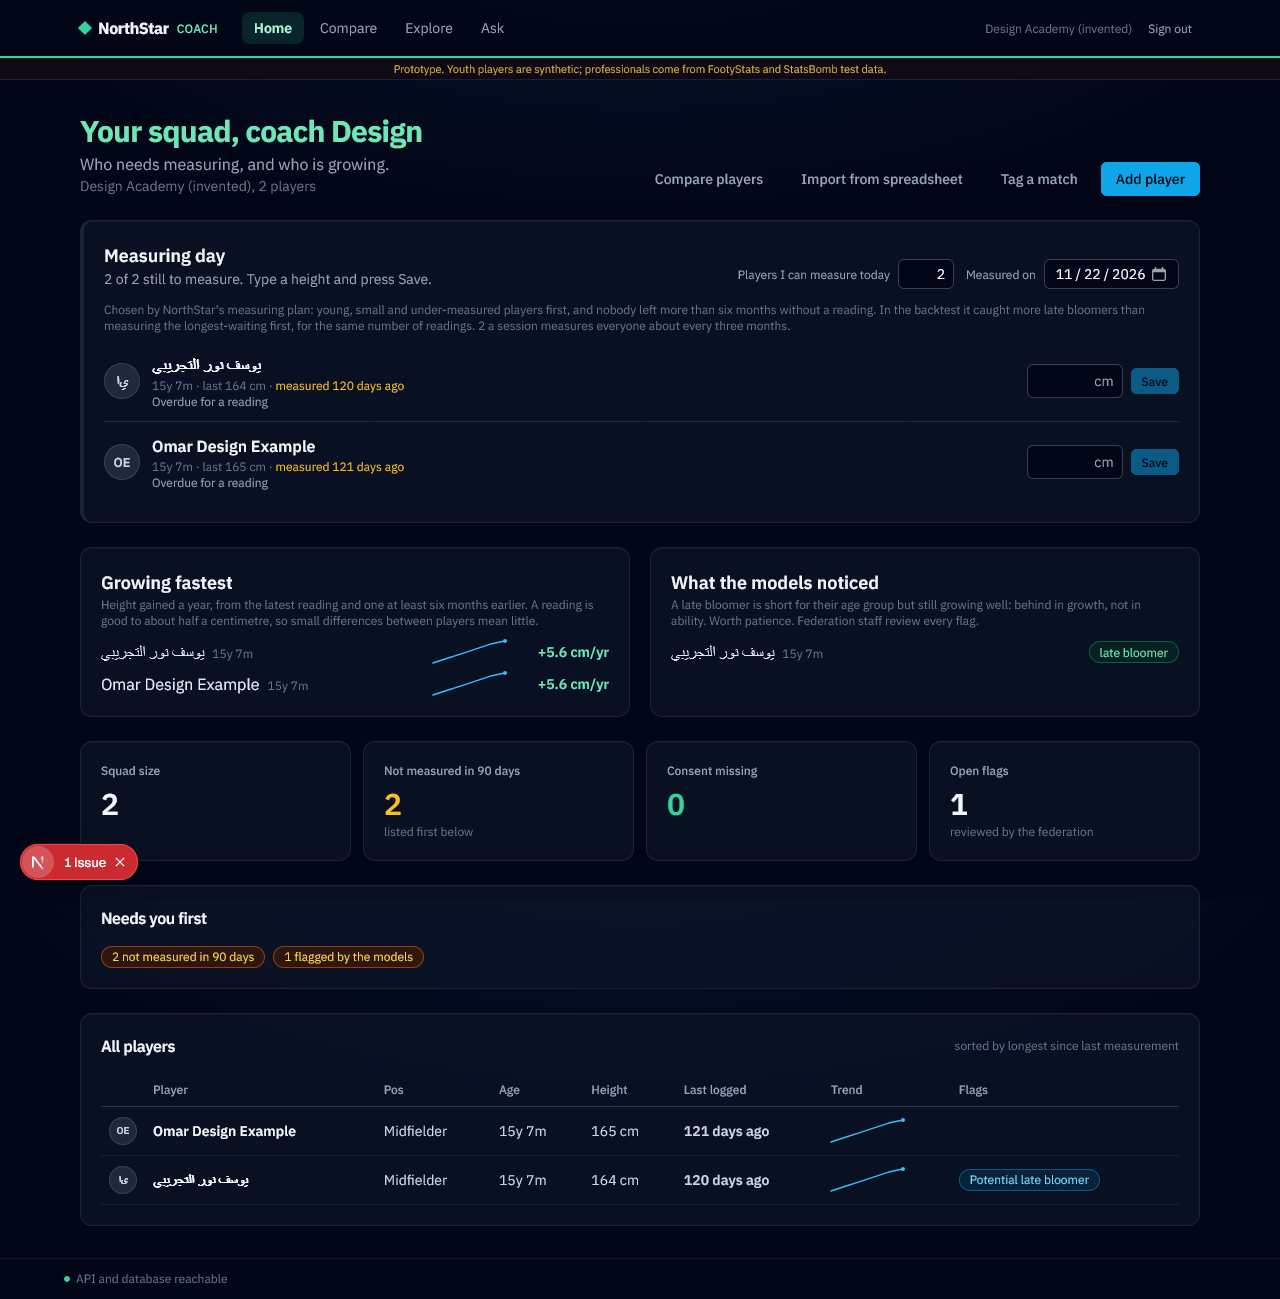 NorthStar COACH Home Compare Explore Ask Design Academy (invented) Sign out
Prototype. Youth players are synthetic; professionals come from FootyStats and StatsBomb test data.
Your squad, coach Design
Who needs measuring, and who is growing.
Design Academy (invented), 2 players
Compare players Import from spreadsheet Tag a match Add player
Measuring day
2 of 2 still to measure. Type a height and press Save.
Players I can measure today 2 Measured on 11/22/2026
Chosen by NorthStar's measuring plan: young, small and under-measured players first, and nobody left more than six months without a reading. In the backtest it caught more late bloomers than
measuring the longest-waiting first, for the same number of readings. 2 a session measures everyone about every three months.
يوسف نور التجريبي
يا
15y 7m · last 164 cm · measured 120 days ago
Overdue for a reading
cm Save
Omar Design Example
OE
15y 7m · last 165 cm · measured 121 days ago
Overdue for a reading
cm Save
Growing fastest
Height gained a year, from the latest reading and one at least six months earlier. A reading is
good to about half a centimetre, so small differences between players mean little.
يوسف نور التجريبي 15y 7m +5.6 cm/yr
Omar Design Example 15y 7m +5.6 cm/yr
What the models noticed
A late bloomer is short for their age group but still growing well: behind in growth, not in
ability. Worth patience. Federation staff review every flag.
يوسف نور التجريبي 15y 7m late bloomer
Squad size
2
Not measured in 90 days
2
listed first below
Consent missing
0
Open flags
1
reviewed by the federation
N 1 Issue
Needs you first
2 not measured in 90 days 1 flagged by the models
All players sorted by longest since last measurement
Player Pos Age Height Last logged Trend Flags
OE Omar Design Example Midfielder 15y 7m 165 cm 121 days ago
يا يوسف نور التجريبي Midfielder 15y 7m 164 cm 120 days ago Potential late bloomer
API and database reachable